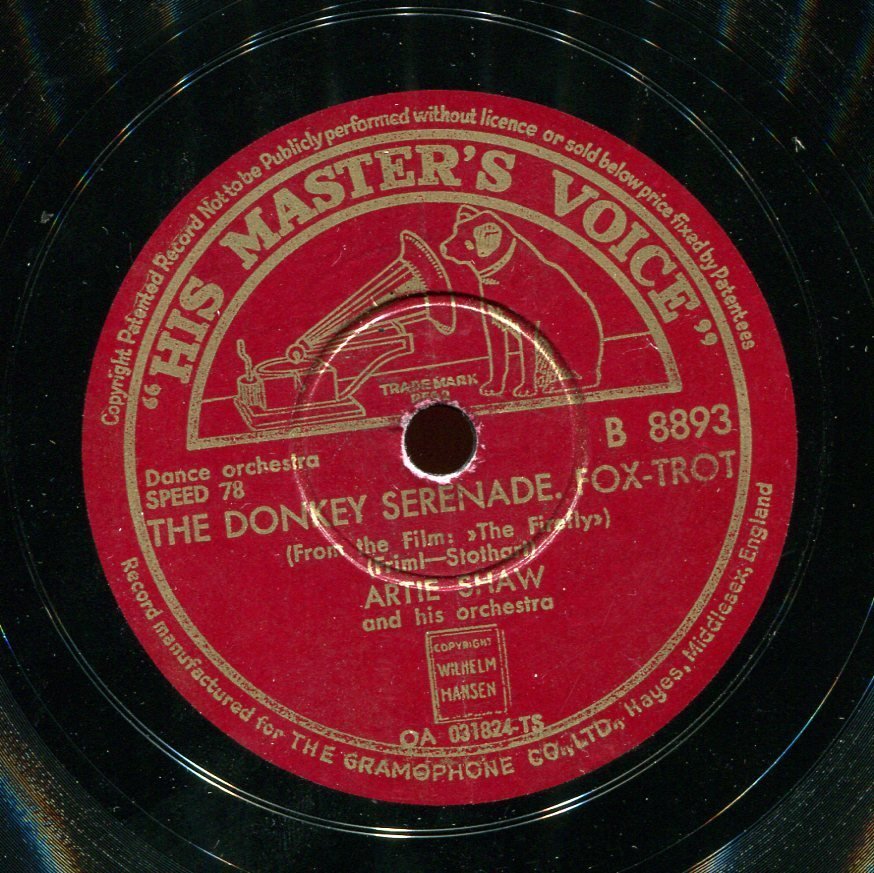 Copyright. Patented Record Not to be Publicly performed without licence or sold below price fixed by Patentees
"HIS MASTER'S VOICE"
TRADEMARK
B 8893
Dance orchestra
SPEED 78
THE DONKEY SERENADE. FOX-TROT
(From the Film: »The Firefly»)
(Friml—Stothart)
ARTIE SHAW
and his orchestra
COPYRIGHT
WILHELM
HANSEN
OA 031824-TS
Record manufactured for THE GRAMOPHONE CO., LTD., Hayes, Middlesex, England